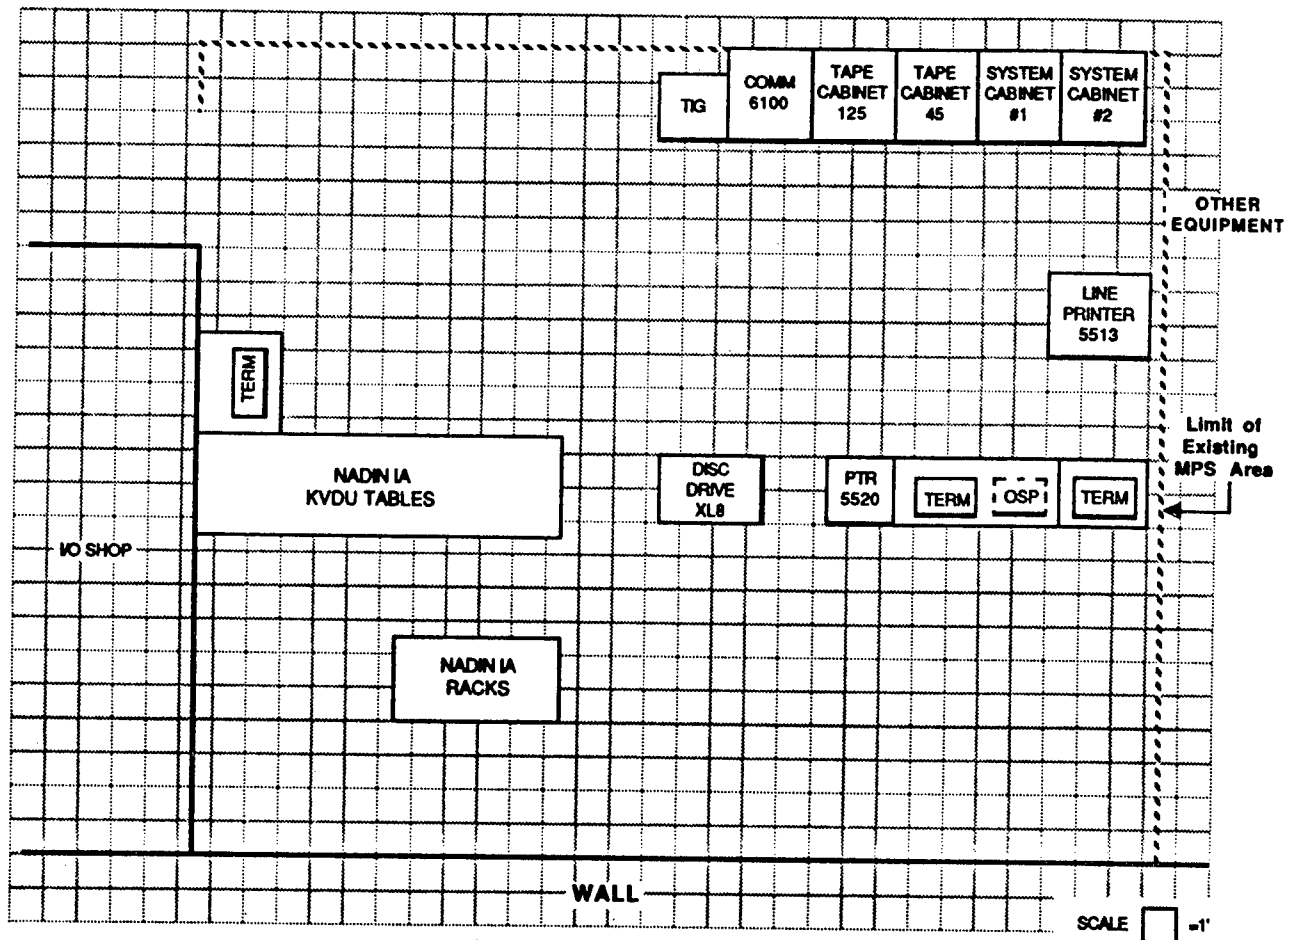 TIG
COMM
6100
TAPE
CABINET
125
TAPE
CABINET
45
SYSTEM
CABINET
#1
SYSTEM
CABINET
#2
OTHER
EQUIPMENT
LINE
PRINTER
5513
TERM
Limit of
Existing
MPS Area
NADIN IA
KVDU TABLES
DISC
DRIVE
XL8
PTR
5520
TERM
OSP
TERM
I/O SHOP
NADIN IA
RACKS
WALL
SCALE =1'